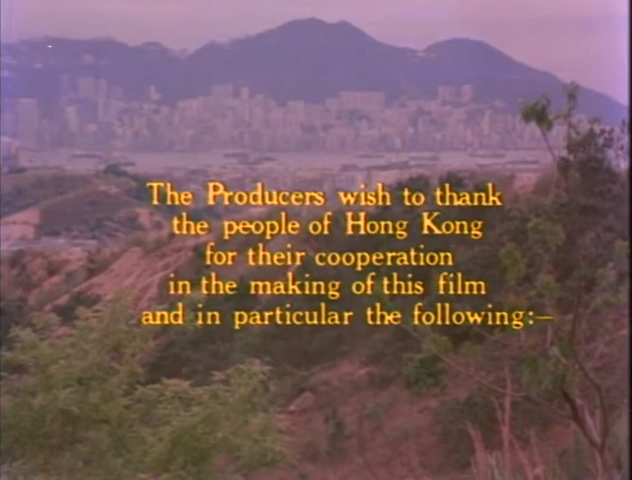 The Producers wish to thank
the people of Hong Kong
for their cooperation
in the making of this film
and in particular the following:—